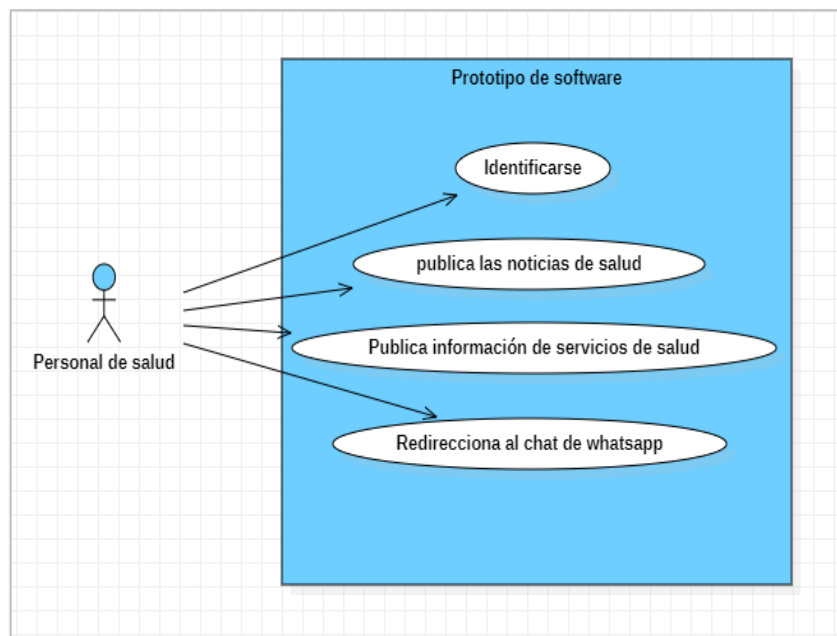 Prototipo de software
Identificarse
publica las noticias de salud
Publica información de servicios de salud
Personal de salud
Redirecciona al chat de whatsapp